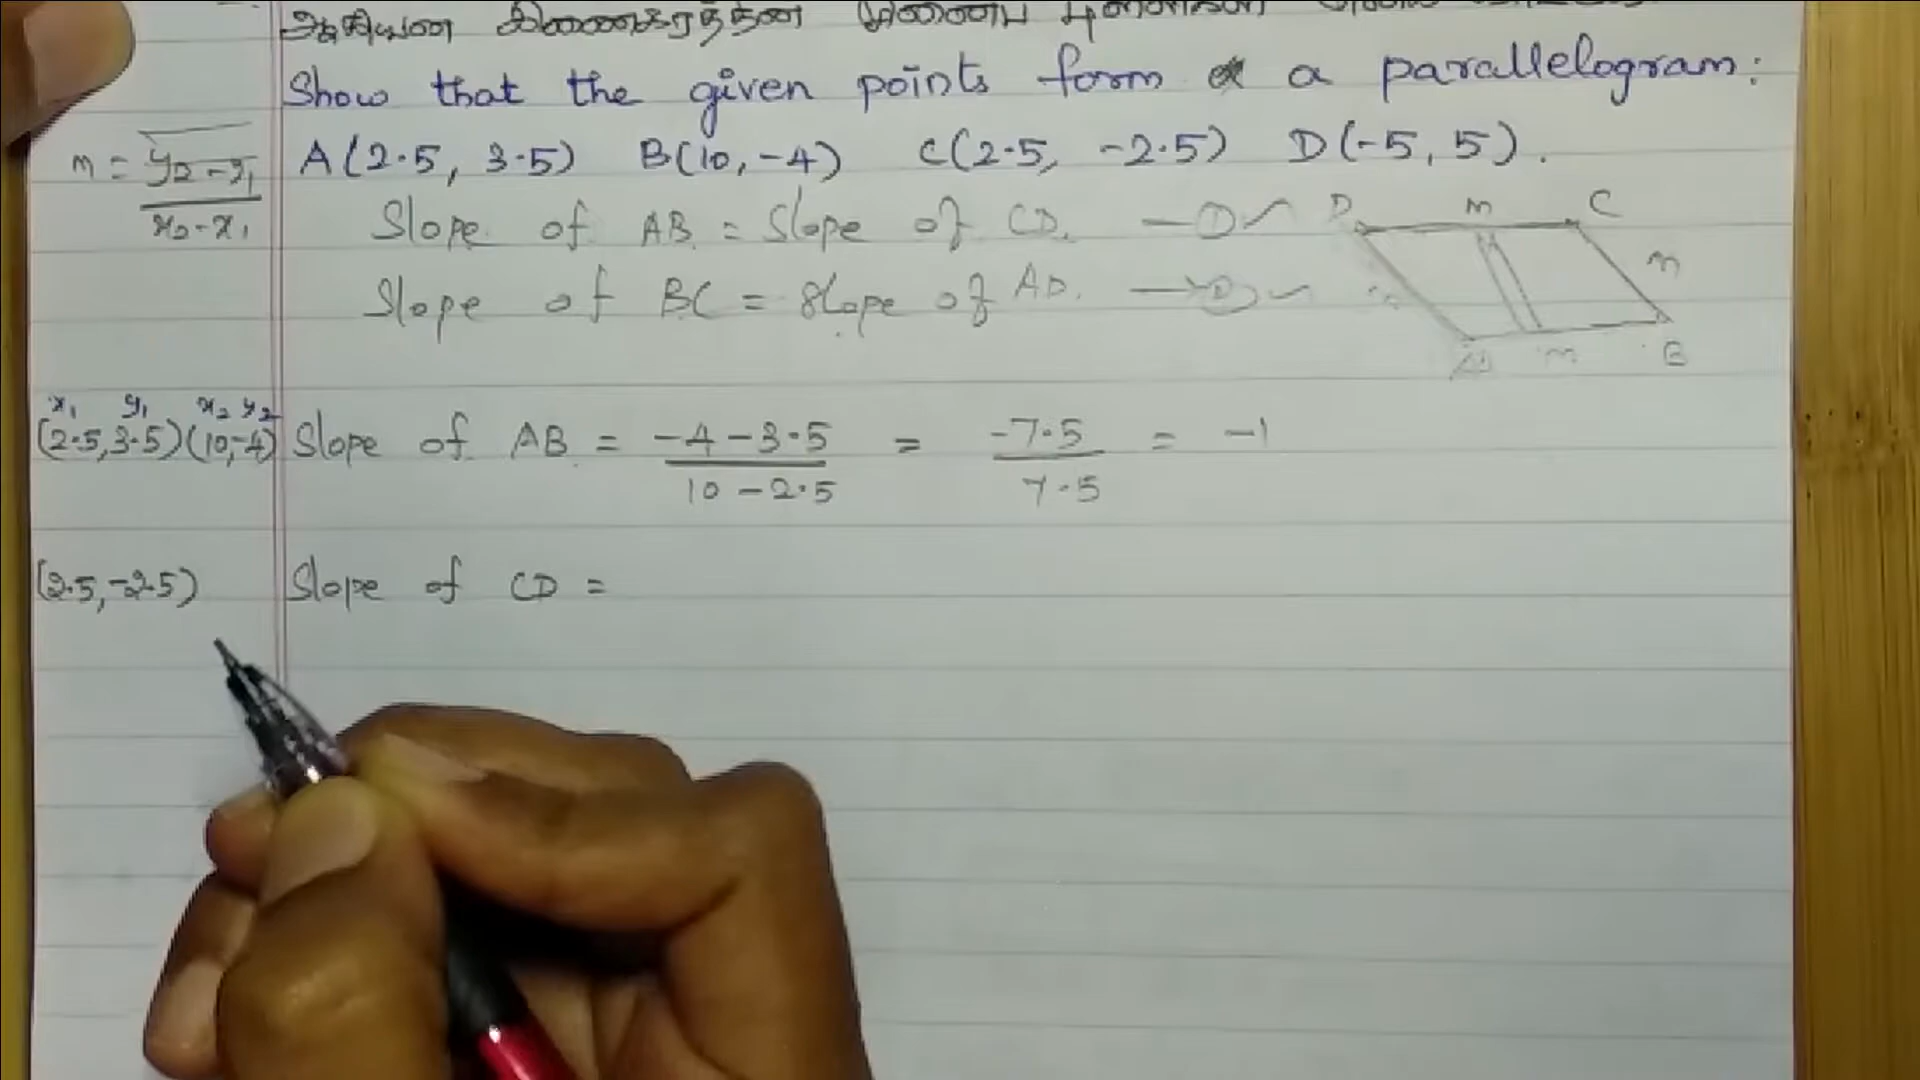 Show that the given points form a parallelogram:
A(2.5, 3.5) B(10, -4) C(2.5, -2.5) D(-5, 5).
m = y2-y1
x2-x1
Slope of AB = Slope of CD. — ①
Slope of BC = Slope of AD. → ②
D m C
m
A m B
x1 y1 x2 y2
(2.5, 3.5) (10, -4) Slope of AB = -4 - 3.5 / 10 - 2.5 = -7.5 / 7.5 = -1
(2.5, -2.5) Slope of CD =